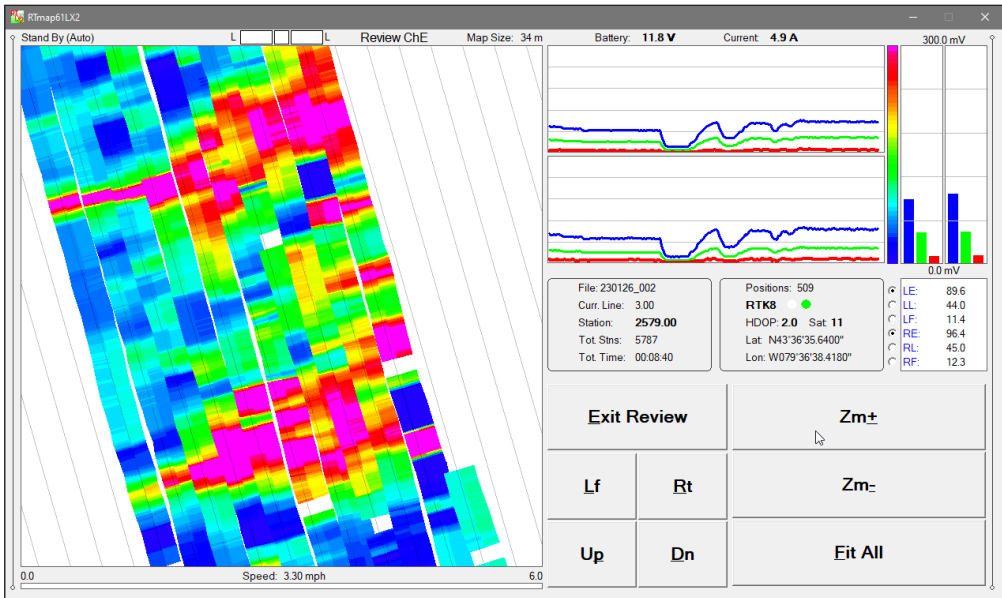 RTmap61LX2
Stand By (Auto)
L L
Review ChE
Map Size: 34 m
Battery: 11.8 V
Current: 4.9 A
300.0 mV
0.0 mV
File: 230126_002
Curr. Line: 3.00
Station: 2579.00
Tot. Stns: 5787
Tot. Time: 00:08:40
Positions: 509
RTK8
HDOP: 2.0 Sat: 11
Lat: N43°36'35.6400"
Lon: W079°36'38.4180"
LE: 89.6
LL: 44.0
LF: 11.4
RE: 96.4
RL: 45.0
RF: 12.3
Exit Review
Zm+
Lf
Rt
Zm-
Up
Dn
Fit All
0.0
Speed: 3.30 mph
6.0